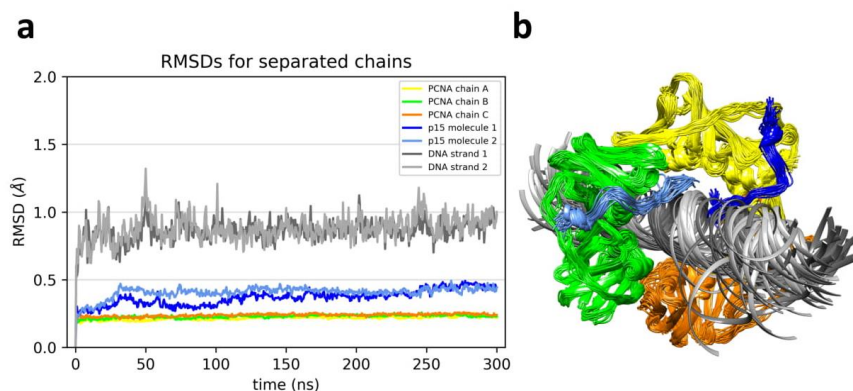 a
b
RMSDs for separated chains
2.0
1.5
1.0
0.5
0.0
RMSD (Å)
PCNA chain A
PCNA chain B
PCNA chain C
p15 molecule 1
p15 molecule 2
DNA strand 1
DNA strand 2
0
50
100
150
200
250
300
time (ns)